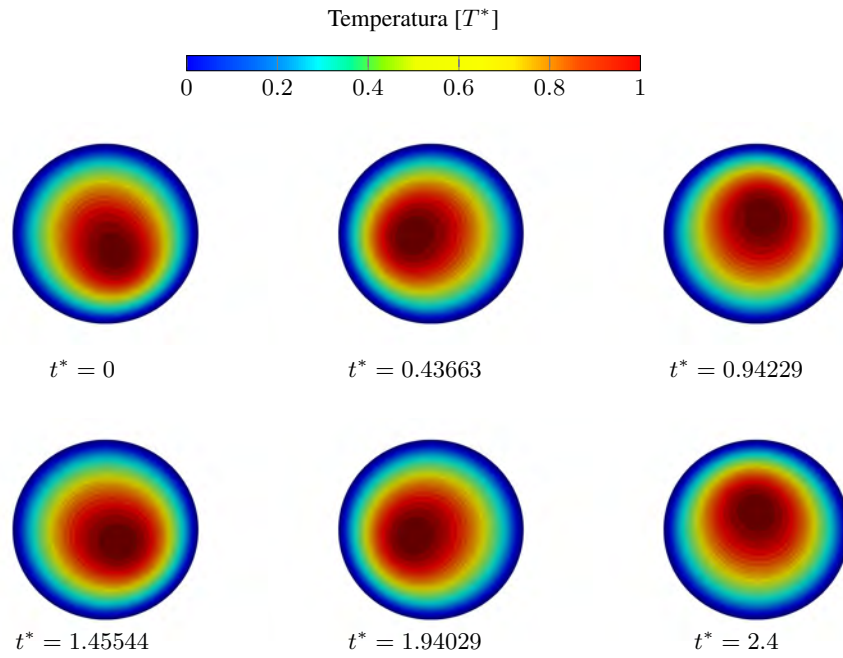 Temperatura [T*]
0 0.2 0.4 0.6 0.8 1
t* = 0 t* = 0.43663 t* = 0.94229
t* = 1.45544 t* = 1.94029 t* = 2.4